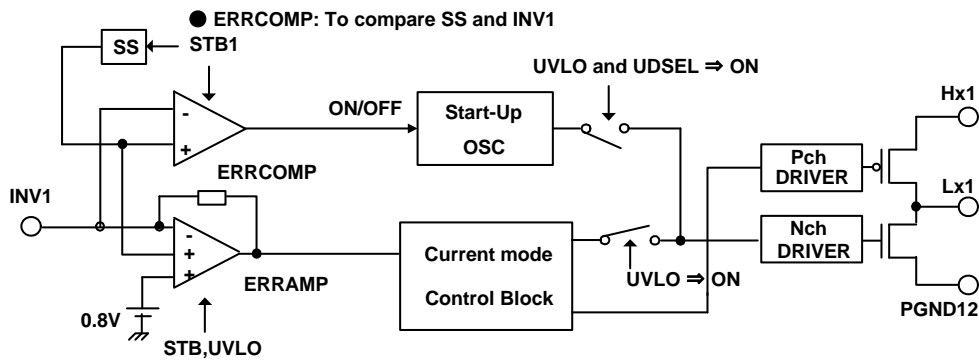 ● ERRCOMP: To compare SS and INV1
SS
STB1
UVLO and UDSEL ⇒ ON
Hx1
-
+
ON/OFF
Start-Up
OSC
Pch
DRIVER
ERRCOMP
INV1
Lx1
Nch
DRIVER
-
+
+
Current mode
Control Block
UVLO ⇒ ON
ERRAMP
PGND12
0.8V
STB,UVLO